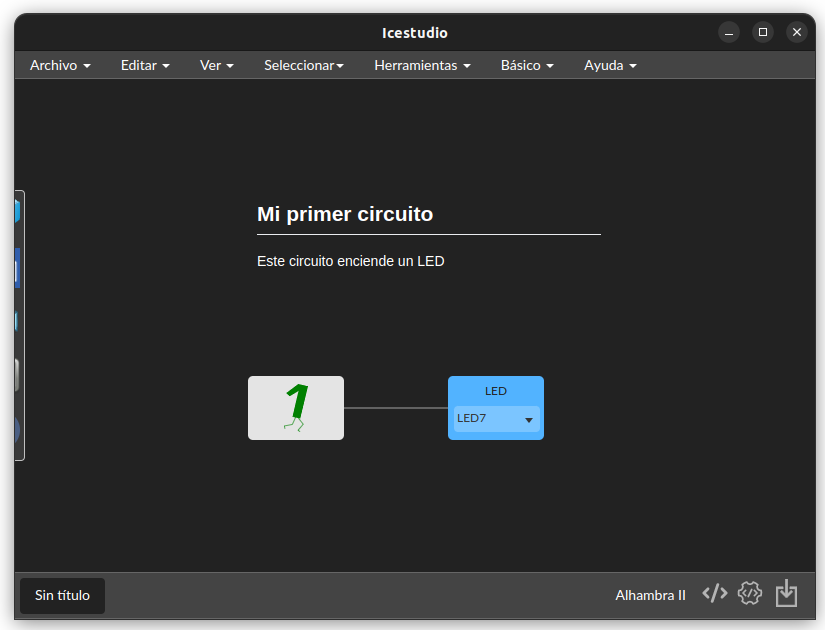 Icestudio
Archivo Editar Ver Seleccionar Herramientas Básico Ayuda
Mi primer circuito
Este circuito enciende un LED
1
LED
LED7
Sin título
Alhambra II </> </>